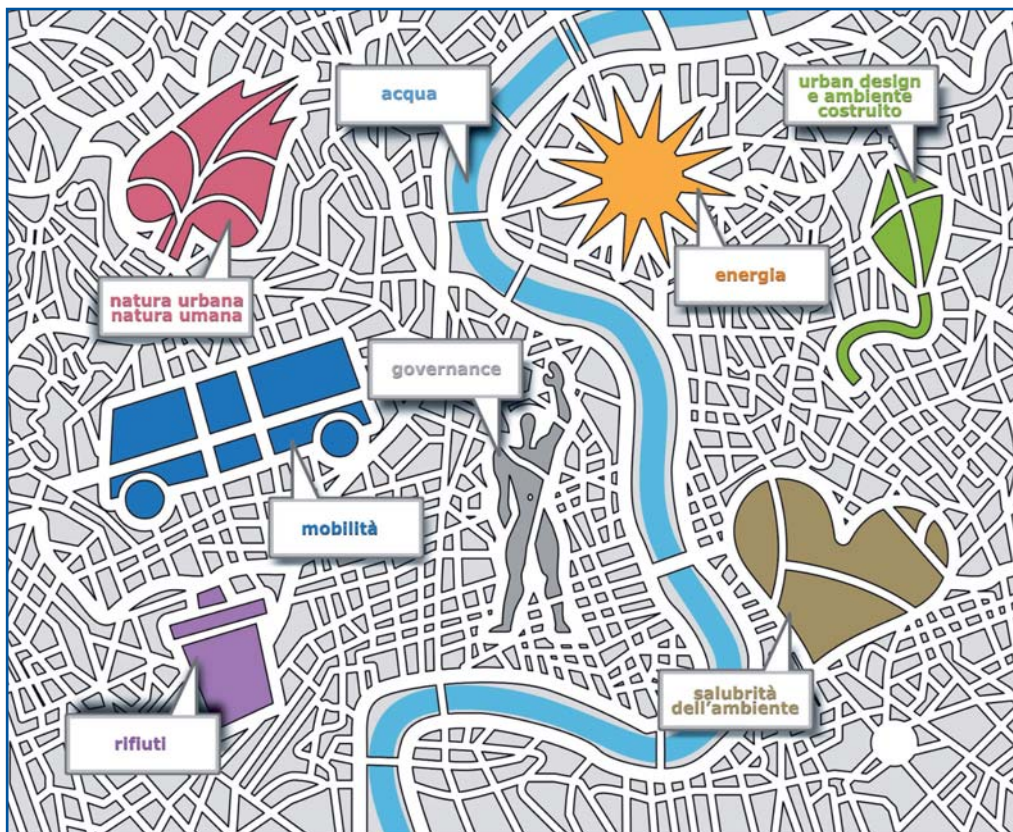 acqua
urban design
e ambiente
costruito
natura urbana
natura umana
energia
governance
mobilità
salubrità
dell'ambiente
rifiuti